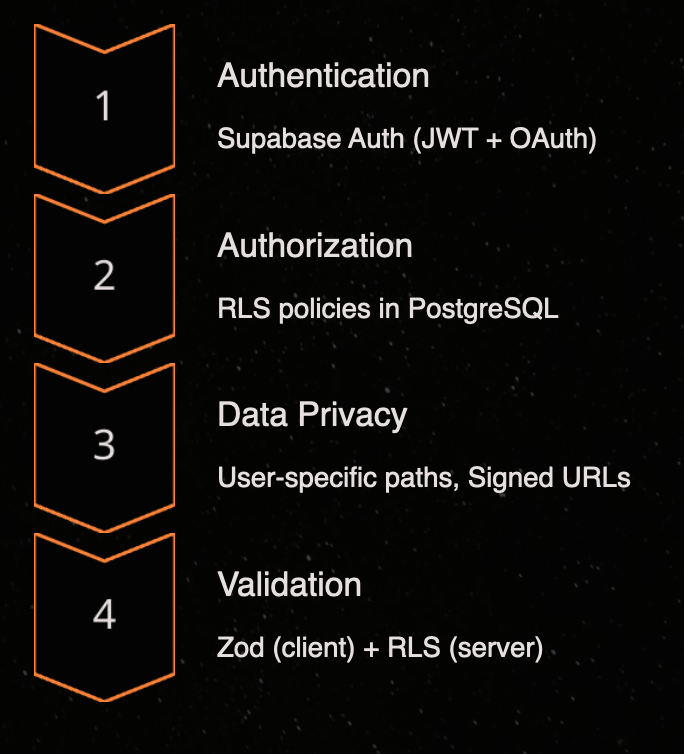 1
Authentication
Supabase Auth (JWT + OAuth)
2
Authorization
RLS policies in PostgreSQL
3
Data Privacy
User-specific paths, Signed URLs
4
Validation
Zod (client) + RLS (server)